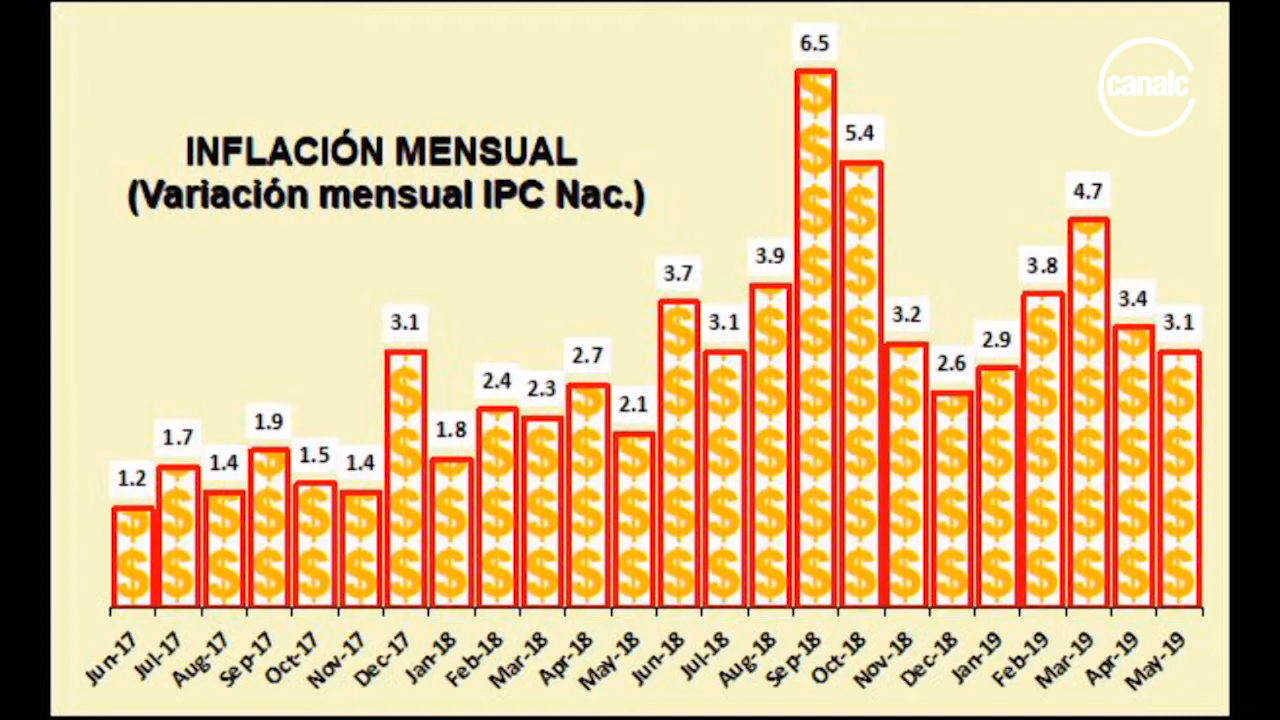 canalc
INFLACIÓN MENSUAL
(Variación mensual IPC Nac.)
1.2
1.7
1.4
1.9
1.5
1.4
3.1
1.8
2.4
2.3
2.7
2.1
3.7
3.1
3.9
6.5
5.4
3.2
2.6
2.9
3.8
4.7
3.4
3.1
Jun-17
Jul-17
Aug-17
Sep-17
Oct-17
Nov-17
Dec-17
Jan-18
Feb-18
Mar-18
Apr-18
May-18
Jun-18
Jul-18
Aug-18
Sep-18
Oct-18
Nov-18
Dec-18
Jan-19
Feb-19
Mar-19
Apr-19
May-19